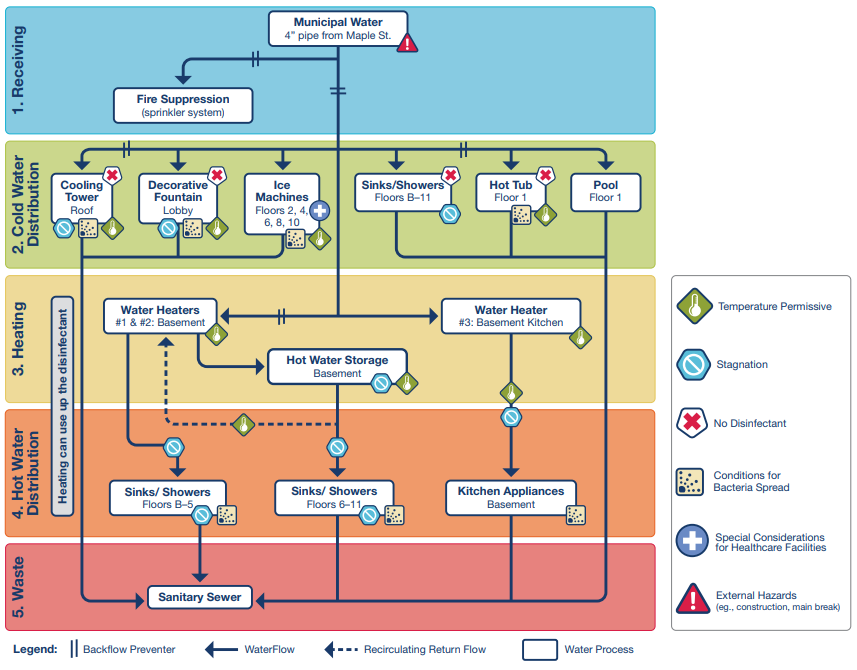 1. Receiving
Municipal Water
4" pipe from Maple St.
Fire Suppression
(sprinkler system)
2. Cold Water
Distribution
Cooling
Tower
Roof
Decorative
Fountain
Lobby
Ice
Machines
Floors 2, 4,
6, 8, 10
Sinks/Showers
Floors B–11
Hot Tub
Floor 1
Pool
Floor 1
3. Heating
Heating can use up the disinfectant
Water Heaters
#1 & #2: Basement
Water Heater
#3: Basement Kitchen
Hot Water Storage
Basement
4. Hot Water
Distribution
Sinks/ Showers
Floors B–5
Sinks/ Showers
Floors 6–11
Kitchen Appliances
Basement
5. Waste
Sanitary Sewer
Temperature Permissive
Stagnation
No Disinfectant
Conditions for
Bacteria Spread
Special Considerations
for Healthcare Facilities
External Hazards
(eg., construction, main break)
Legend:
Backflow Preventer
WaterFlow
Recirculating Return Flow
Water Process